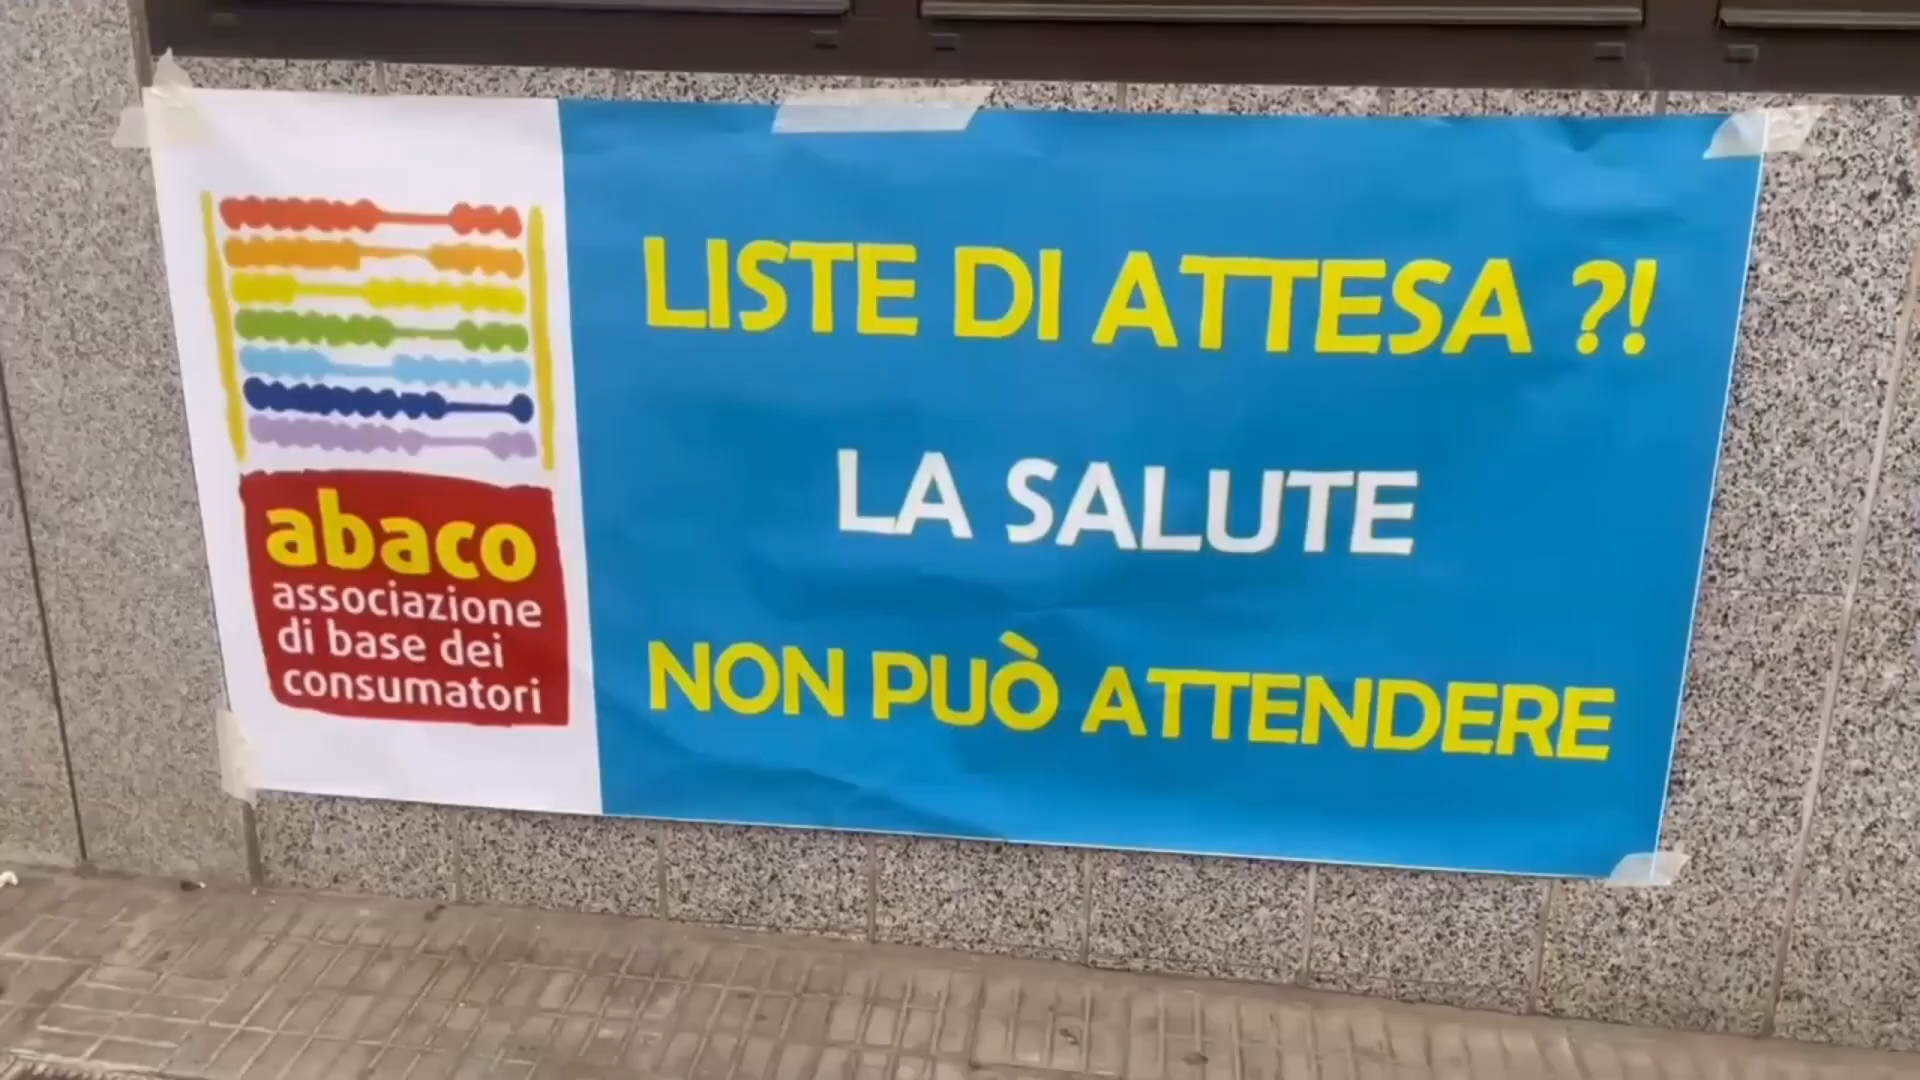 abaco
associazione
di base dei
consumatori
LISTE DI ATTESA ?!
LA SALUTE
NON PUÒ ATTENDERE